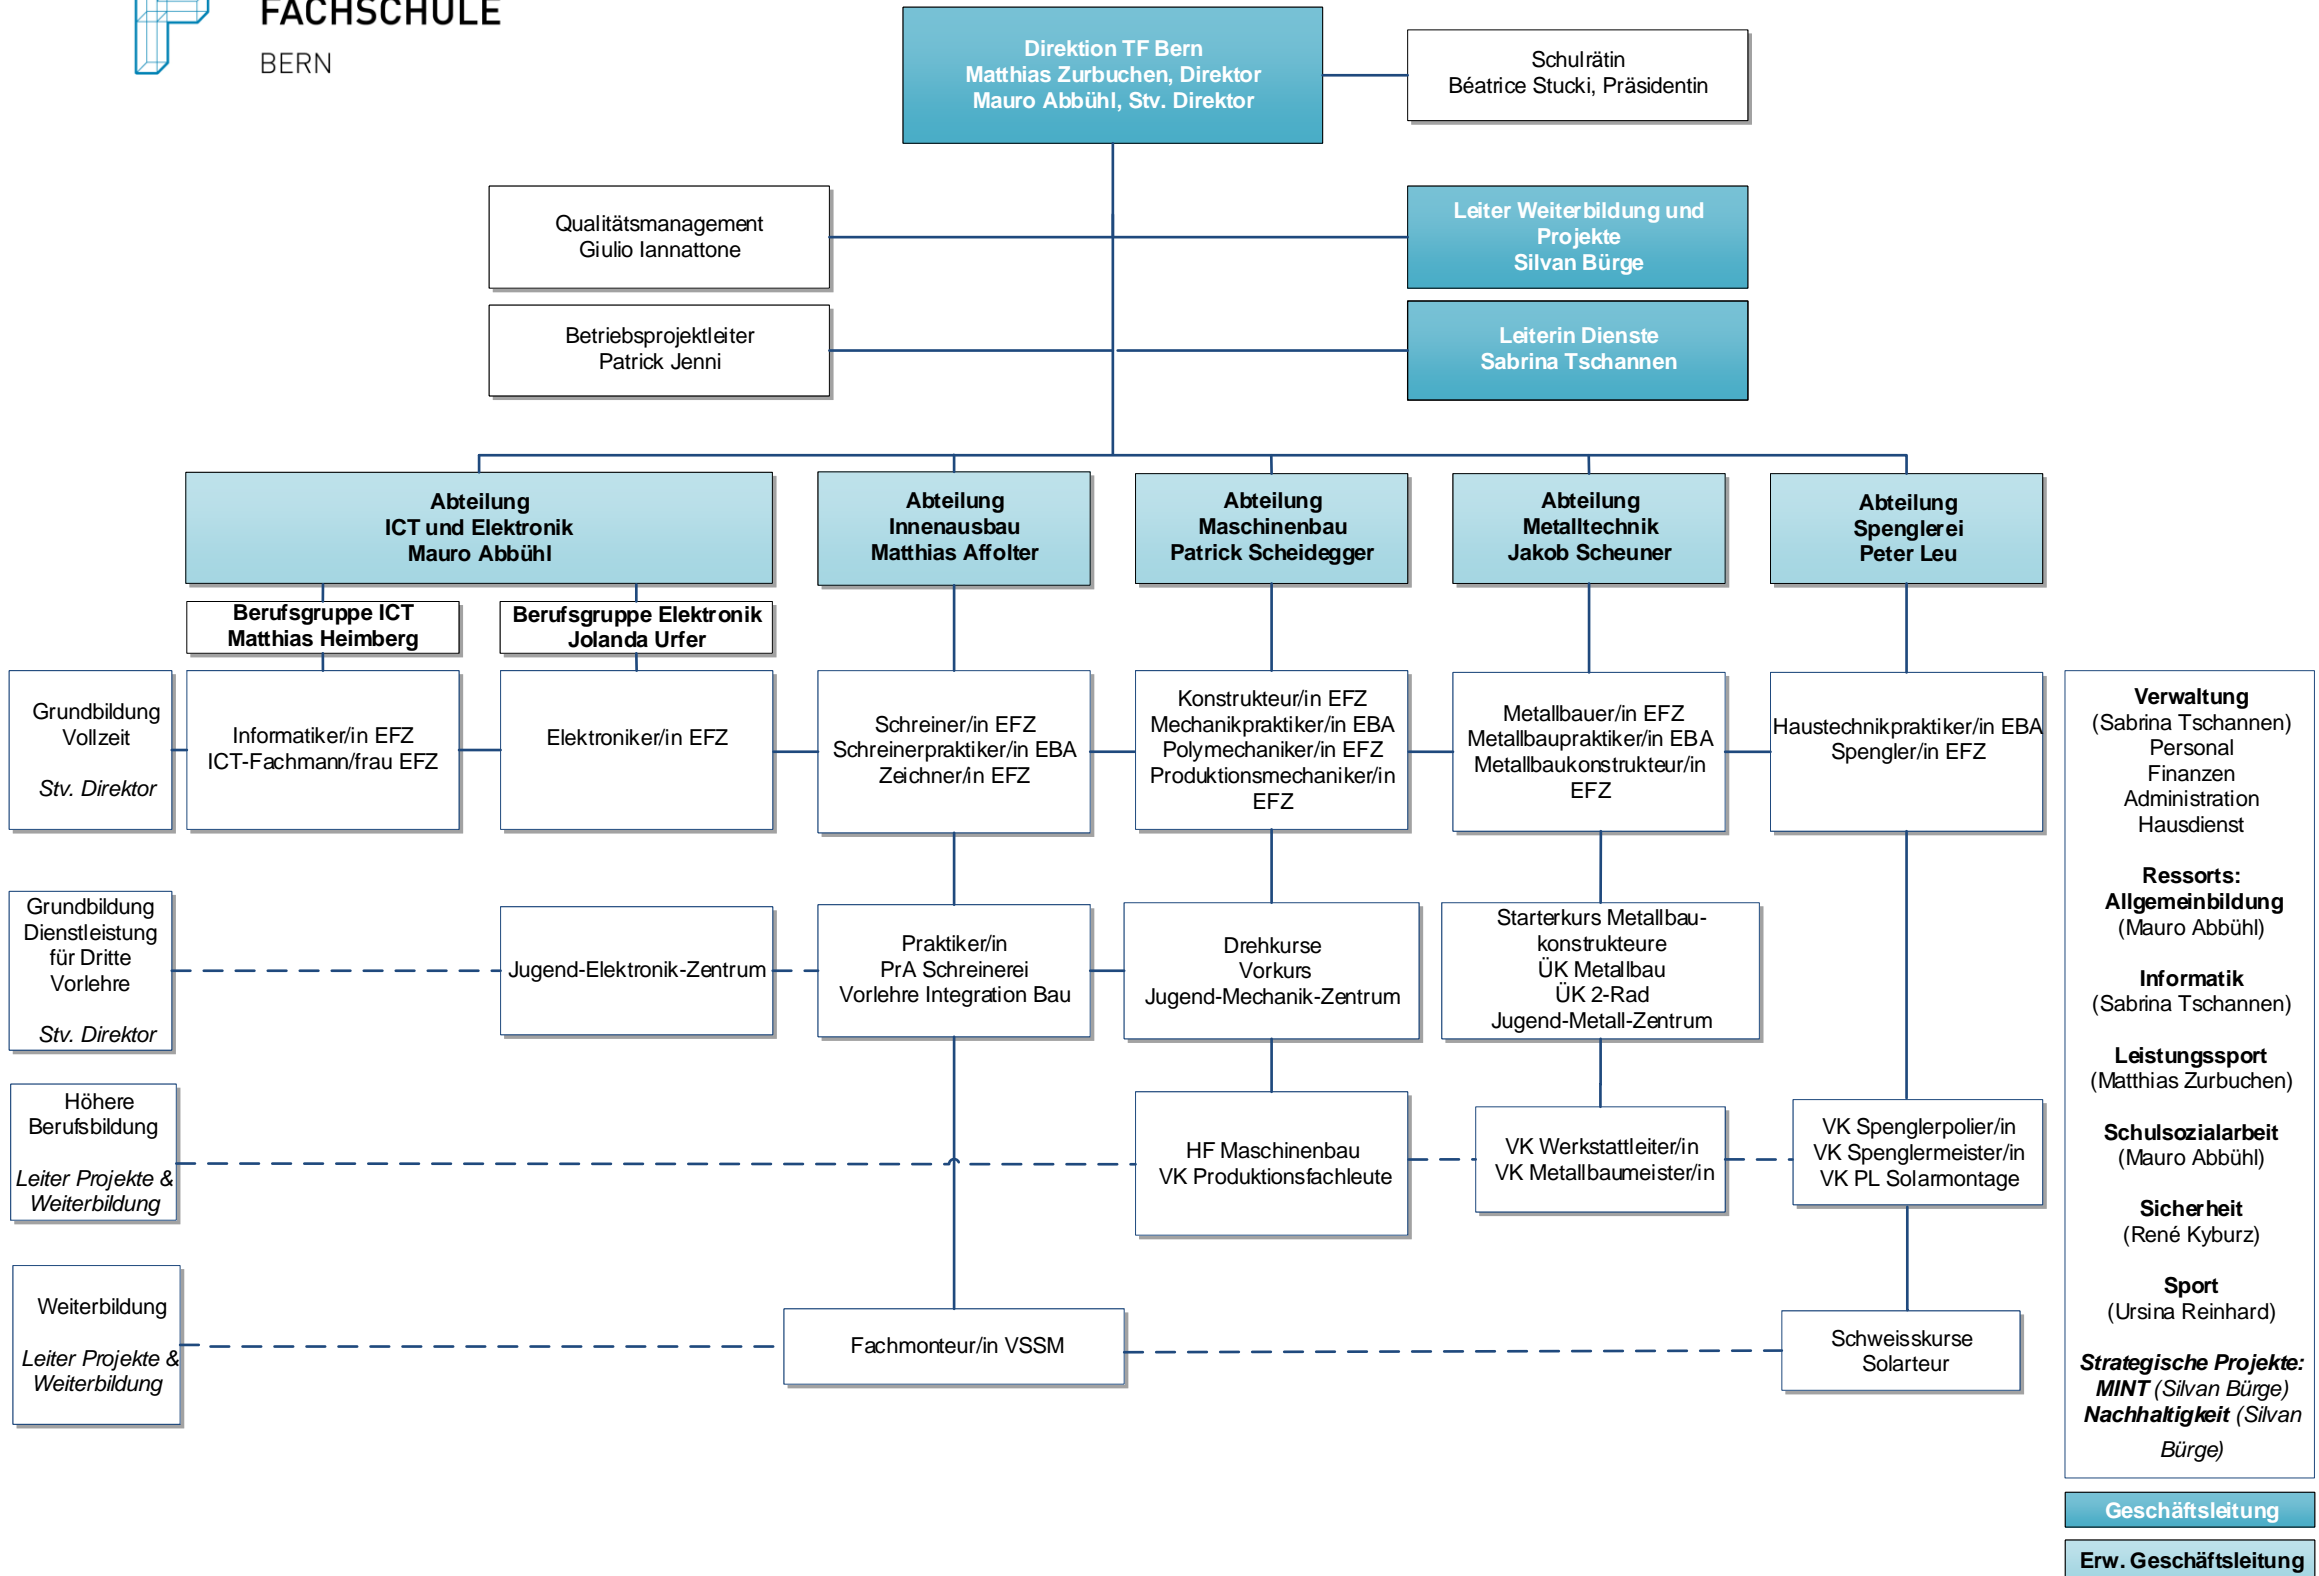 FACHSCHULE
BERN
Direktion TF Bern
Matthias Zurbuchen, Direktor
Mauro Abbühl, Stv. Direktor
Schulrätin
Béatrice Stucki, Präsidentin
Qualitätsmanagement
Giulio Iannattone
Leiter Weiterbildung und
Projekte
Silvan Bürge
Betriebsprojektleiter
Patrick Jenni
Leiterin Dienste
Sabrina Tschannen
Abteilung
ICT und Elektronik
Mauro Abbühl
Abteilung
Innenausbau
Matthias Affolter
Abteilung
Maschinenbau
Patrick Scheidegger
Abteilung
Metalltechnik
Jakob Scheuner
Abteilung
Spenglerei
Peter Leu
Berufsgruppe ICT
Matthias Heimberg
Berufsgruppe Elektronik
Jolanda Urfer
Grundbildung
Vollzeit
Stv. Direktor
Informatiker/in EFZ
ICT-Fachmann/frau EFZ
Elektroniker/in EFZ
Schreiner/in EFZ
Schreinerpraktiker/in EBA
Zeichner/in EFZ
Konstrukteur/in EFZ
Mechanikpraktiker/in EBA
Polymechaniker/in EFZ
Produktionsmechaniker/in
EFZ
Metallbauer/in EFZ
Metallbaupraktiker/in EBA
Metallbaukonstrukteur/in
EFZ
Haustechnikpraktiker/in EBA
Spengler/in EFZ
Grundbildung
Dienstleistung
für Dritte
Vorlehre
Stv. Direktor
Jugend-Elektronik-Zentrum
Praktiker/in
PrA Schreinerei
Vorlehre Integration Bau
Drehkurse
Vorkurs
Jugend-Mechanik-Zentrum
Starterkurs Metallbau-
konstrukteure
ÜK Metallbau
ÜK 2-Rad
Jugend-Metall-Zentrum
Höhere
Berufsbildung
Leiter Projekte &
Weiterbildung
HF Maschinenbau
VK Produktionsfachleute
VK Werkstattleiter/in
VK Metallbaumeister/in
VK Spenglerpolier/in
VK Spenglermeister/in
VK PL Solarmontage
Weiterbildung
Leiter Projekte &
Weiterbildung
Fachmonteur/in VSSM
Schweisskurse
Solarteur
Verwaltung
(Sabrina Tschannen)
Personal
Finanzen
Administration
Hausdienst
Ressorts:
Allgemeinbildung
(Mauro Abbühl)
Informatik
(Sabrina Tschannen)
Leistungssport
(Matthias Zurbuchen)
Schulsozialarbeit
(Mauro Abbühl)
Sicherheit
(René Kyburz)
Sport
(Ursina Reinhard)
Strategische Projekte:
MINT (Silvan Bürge)
Nachhaltigkeit (Silvan
Bürge)
Geschäftsleitung
Erw. Geschäftsleitung